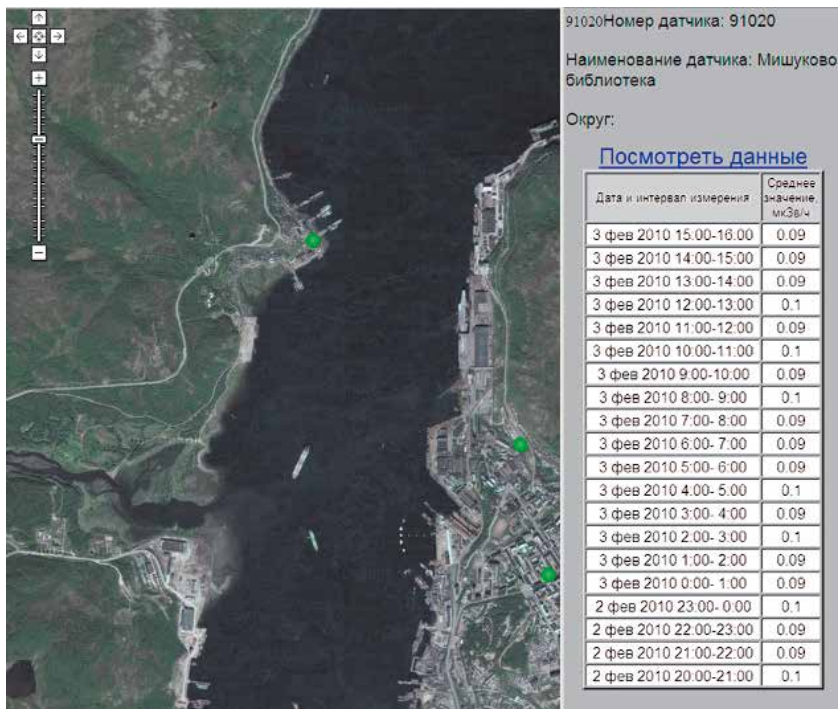 91020Номер датчика: 91020
Наименование датчика: Мишуково
библиотека
Округ:
Посмотреть данные
Дата и интервал измерения Среднее значение, мкЗв/ч
3 фев 2010 15:00-16:00 0.09
3 фев 2010 14:00-15:00 0.09
3 фев 2010 13:00-14:00 0.09
3 фев 2010 12:00-13:00 0.1
3 фев 2010 11:00-12:00 0.09
3 фев 2010 10:00-11:00 0.1
3 фев 2010 9:00-10:00 0.09
3 фев 2010 8:00- 9:00 0.1
3 фев 2010 7:00- 8:00 0.09
3 фев 2010 6:00- 7:00 0.09
3 фев 2010 5:00- 6:00 0.09
3 фев 2010 4:00- 5:00 0.1
3 фев 2010 3:00- 4:00 0.09
3 фев 2010 2:00- 3:00 0.1
3 фев 2010 1:00- 2:00 0.09
3 фев 2010 0:00- 1:00 0.09
2 фев 2010 23:00- 0:00 0.1
2 фев 2010 22:00-23:00 0.09
2 фев 2010 21:00-22:00 0.09
2 фев 2010 20:00-21:00 0.1